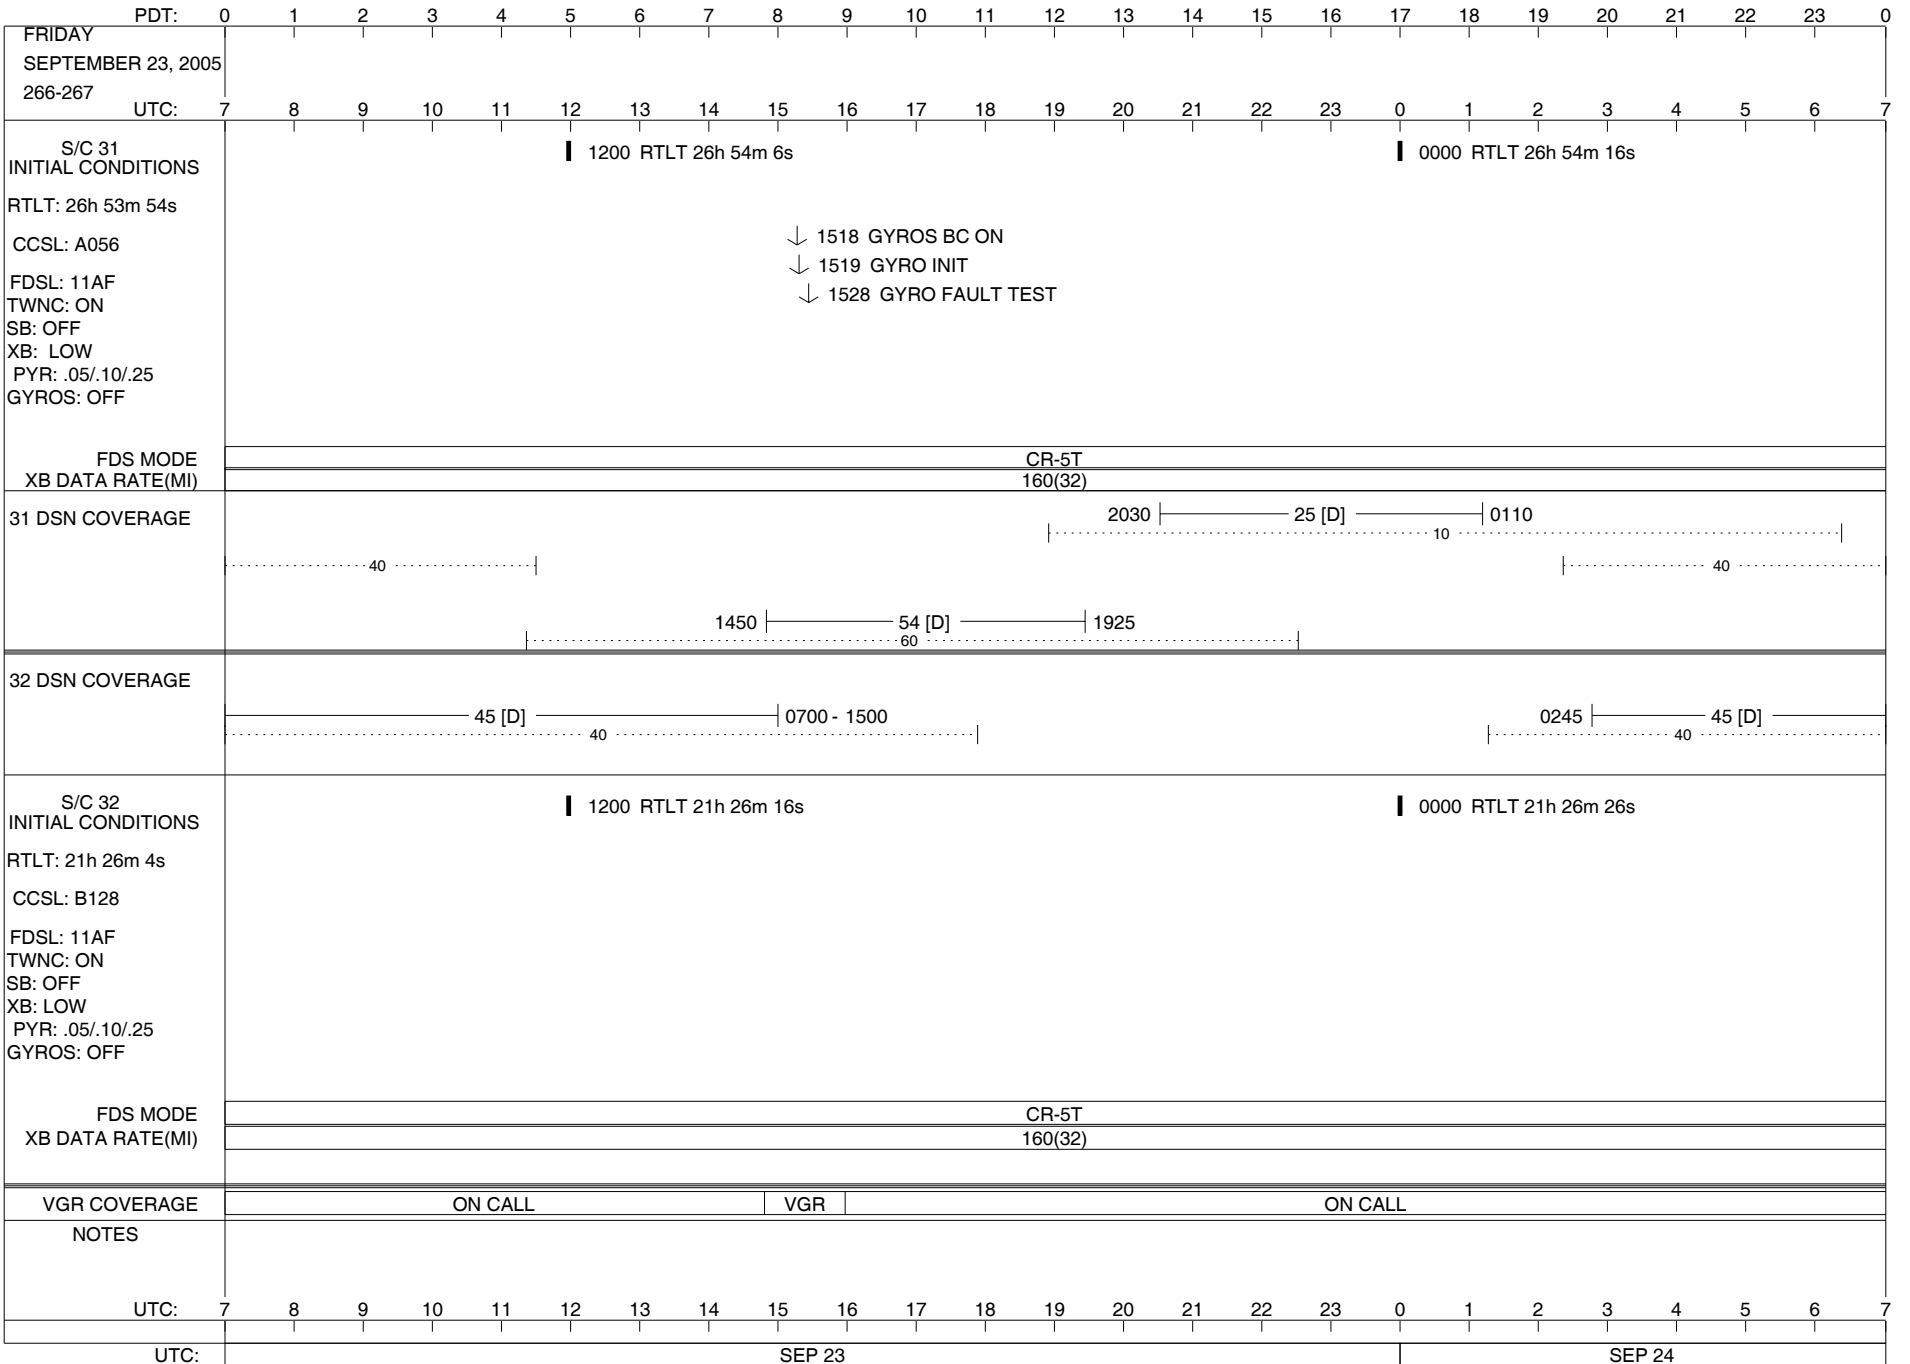 PDT: 0 1 2 3 4 5 6 7 8 9 10 11 12 13 14 15 16 17 18 19 20 21 22 23 0
FRIDAY
SEPTEMBER 23, 2005
266-267
UTC: 7 8 9 10 11 12 13 14 15 16 17 18 19 20 21 22 23 0 1 2 3 4 5 6 7
S/C 31
INITIAL CONDITIONS
1200 RTLT 26h 54m 6s
0000 RTLT 26h 54m 16s
RTLT: 26h 53m 54s
CCSL: A056
FDSL: 11AF
TWNC: ON
SB: OFF
XB: LOW
PYR: .05/.10/.25
GYROS: OFF
1518 GYROS BC ON
1519 GYRO INIT
1528 GYRO FAULT TEST
FDS MODE CR-5T
XB DATA RATE(MI) 160(32)
31 DSN COVERAGE
2030 25 [D] 0110
10
40 40
1450 54 [D] 1925
60
32 DSN COVERAGE
45 [D] 0700 - 1500 0245 45 [D]
40 40
S/C 32
INITIAL CONDITIONS
1200 RTLT 21h 26m 16s
0000 RTLT 21h 26m 26s
RTLT: 21h 26m 4s
CCSL: B128
FDSL: 11AF
TWNC: ON
SB: OFF
XB: LOW
PYR: .05/.10/.25
GYROS: OFF
FDS MODE CR-5T
XB DATA RATE(MI) 160(32)
VGR COVERAGE ON CALL VGR ON CALL
NOTES
UTC: 7 8 9 10 11 12 13 14 15 16 17 18 19 20 21 22 23 0 1 2 3 4 5 6 7
UTC: SEP 23 SEP 24